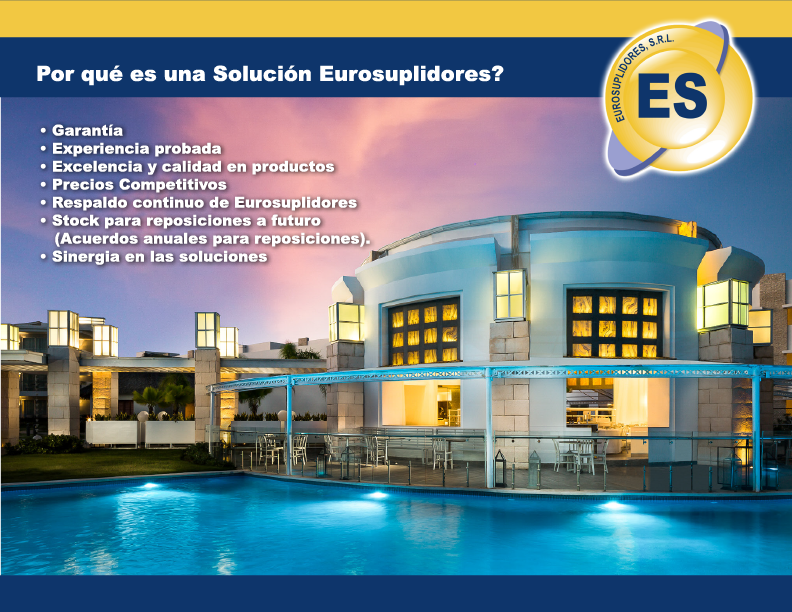 EUROSUPLIDORES, S.R.L.
ES
Por qué es una Solución Eurosuplidores?
• Garantía
• Experiencia probada
• Excelencia y calidad en productos
• Precios Competitivos
• Respaldo continuo de Eurosuplidores
• Stock para reposiciones a futuro
(Acuerdos anuales para reposiciones).
• Sinergia en las soluciones